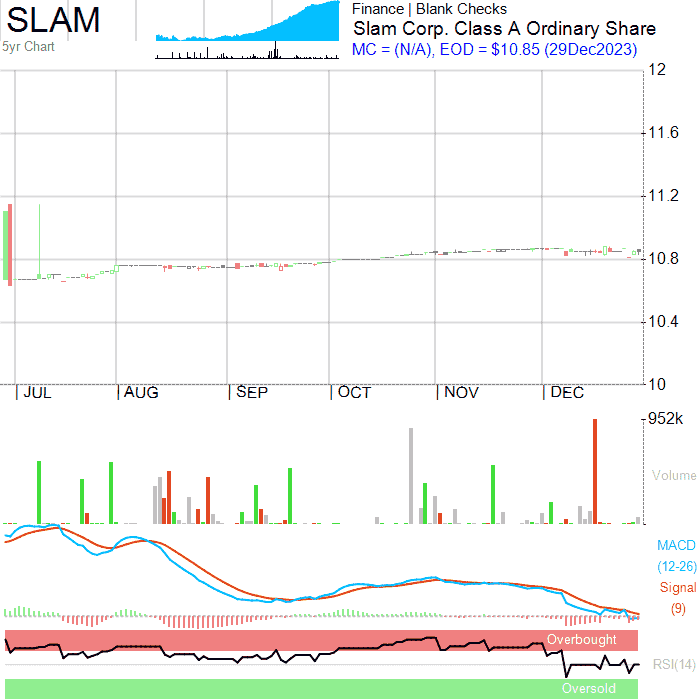 SLAM
5yr Chart
Finance | Blank Checks
Slam Corp. Class A Ordinary Share
MC = (N/A), EOD = $10.85 (29Dec2023)
12
11.6
11.2
10.8
10.4
10
JUL AUG SEP OCT NOV DEC
952k
Volume
MACD
(12-26)
Signal
(9)
Overbought
RSI(14)
Oversold